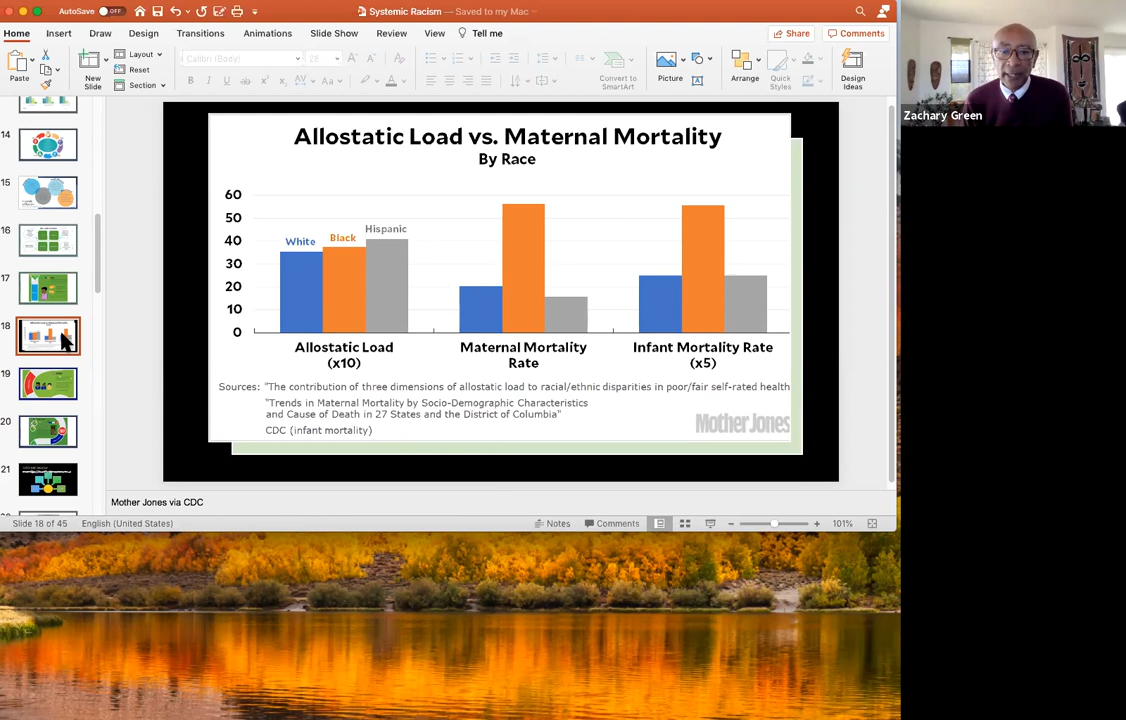 AutoSave OFF
Systemic Racism — Saved to my Mac
Home Insert Draw Design Transitions Animations Slide Show Review View Tell me Share Comments
Paste
New Slide
Layout
Reset
Section
Calibri (Body) 28
Convert to SmartArt
Picture
Arrange
Quick Styles
Design Ideas
Zachary Green
14
15
16
17
18
19
20
21
Allostatic Load vs. Maternal Mortality
By Race
60
50
40
30
20
10
0
White
Black
Hispanic
Allostatic Load (x10)
Maternal Mortality Rate
Infant Mortality Rate (x5)
Sources: "The contribution of three dimensions of allostatic load to racial/ethnic disparities in poor/fair self-rated health
"Trends in Maternal Mortality by Socio-Demographic Characteristics
and Cause of Death in 27 States and the District of Columbia"
CDC (infant mortality)
Mother Jones
Mother Jones via CDC
Slide 18 of 45 English (United States) Notes Comments 101%